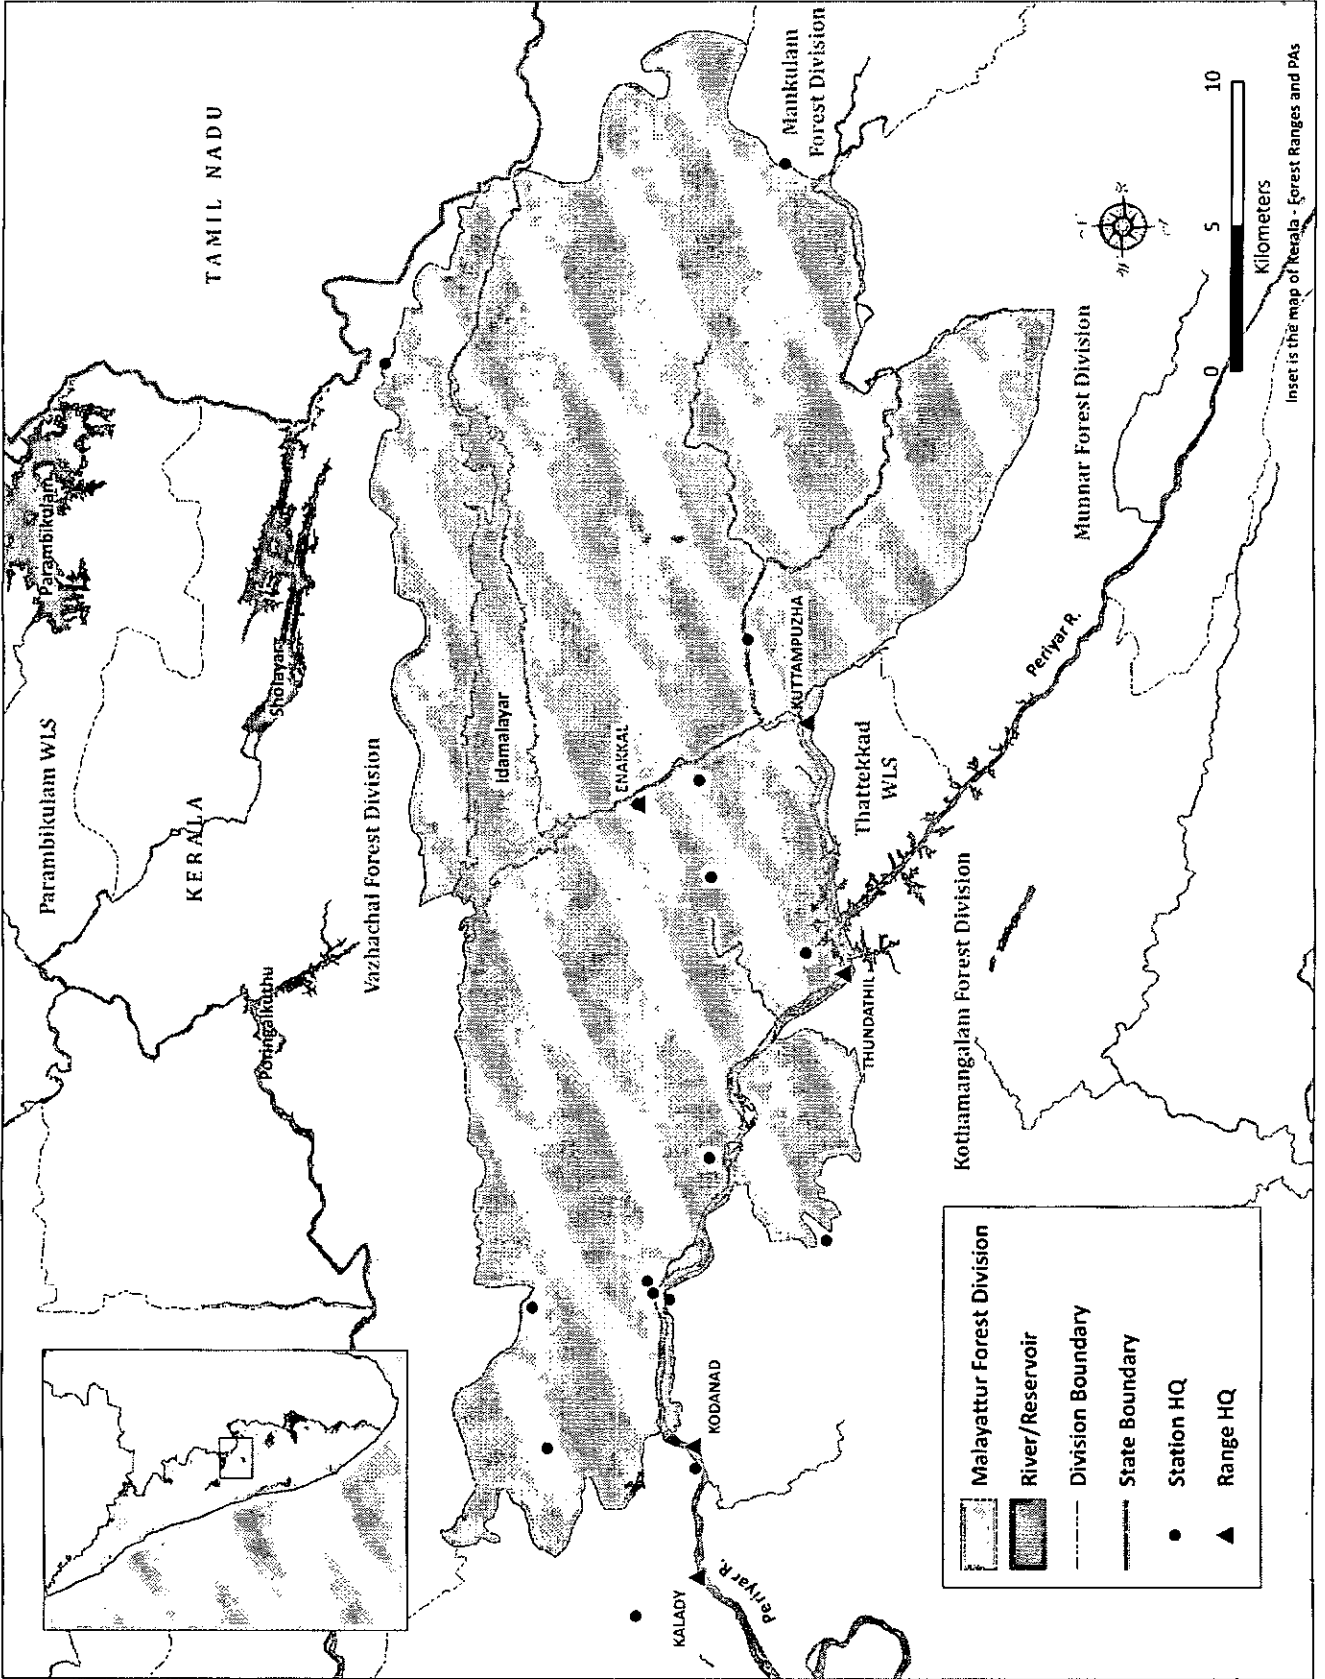 TAMIL NADU
Parambikulam
Parambikulam WLS
KERALA
Sholayar
Poringalkuthu
Vazhachal Forest Division
Idamalayar
ENAKKAL
KUTTAMPUZHA
Mankulam
Forest Division
Thattekkad
WLS
THUNDATHIL
Periyar R.
Munnar Forest Division
Kothamangalam Forest Division
KODANAD
KALADY
Periyar R.
Malayattur Forest Division
River/Reservoir
Division Boundary
State Boundary
Station HQ
Range HQ
0 5 10
Kilometers
Inset is the map of Kerala - Forest Ranges and PAs